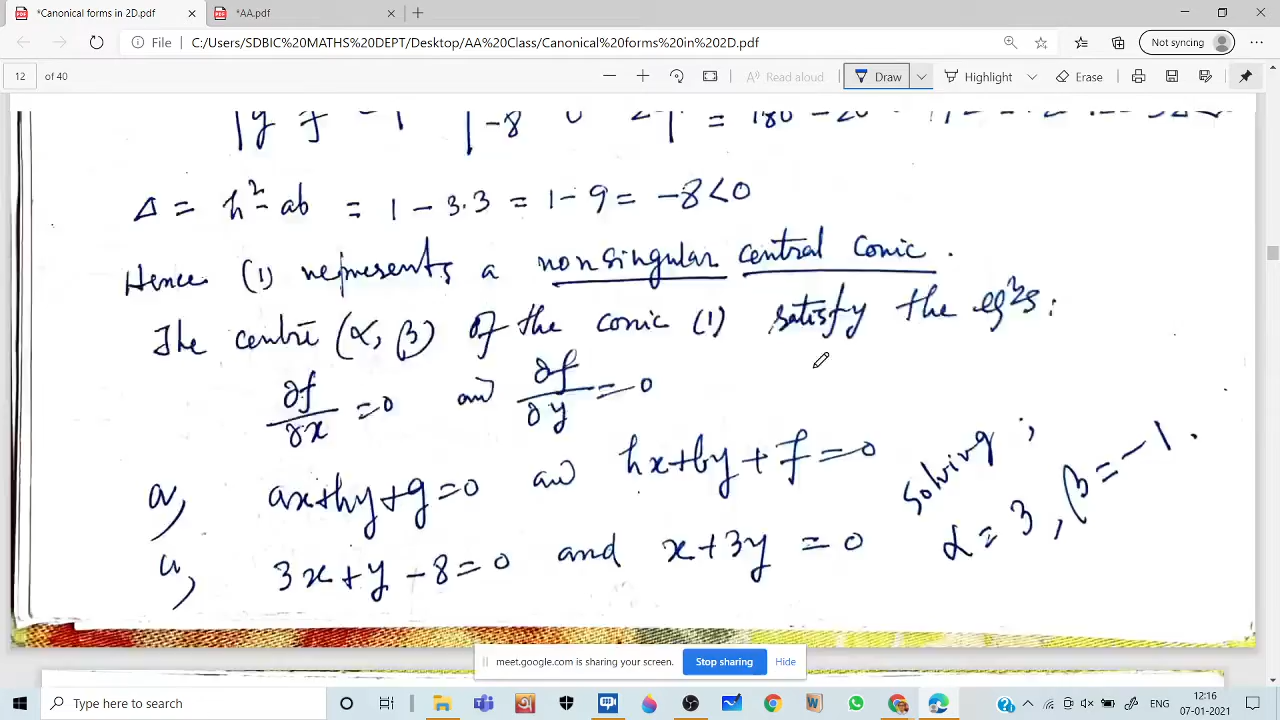 *Canonical forms in 2D.pdf
*AA.pdf
File C:/Users/SDBIC%20MATHS%20DEPT/Desktop/AA%20Class/Canonical%20forms%20in%202D.pdf
Not syncing
12 of 40
Read aloud
Draw
Highlight
Erase
Δ = h² - ab = 1 - 3.3 = 1 - 9 = -8 < 0
Hence (1) represents a nonsingular central conic.
The centre (α, β) of the conic (1) satisfy the eqⁿs:
∂f/∂x = 0 and ∂f/∂y = 0
ax+hy+g=0 and hx+by+f=0
3x+y-8=0 and x+3y=0
Solving;
α = 3, β = -1.
meet.google.com is sharing your screen. Stop sharing Hide
Type here to search
ENG
12:16
07-01-2021